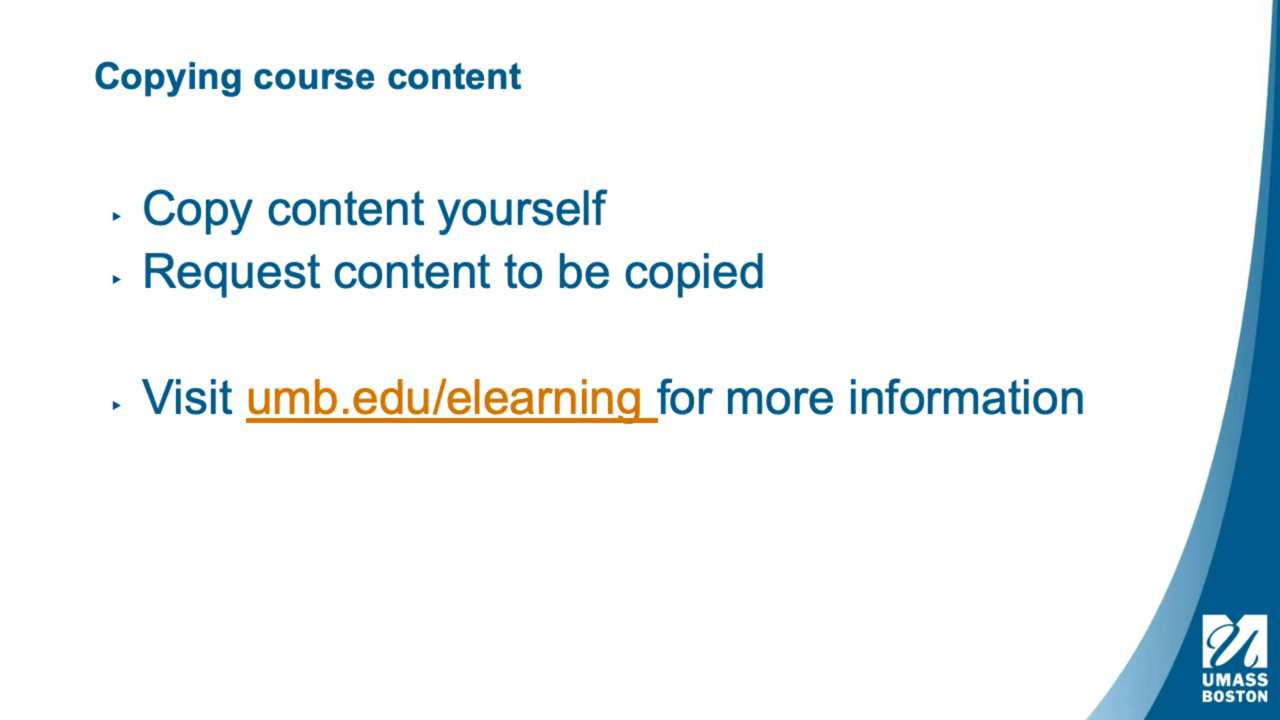 Copying course content
‣ Copy content yourself
‣ Request content to be copied
‣ Visit umb.edu/elearning for more information
UMASS
BOSTON